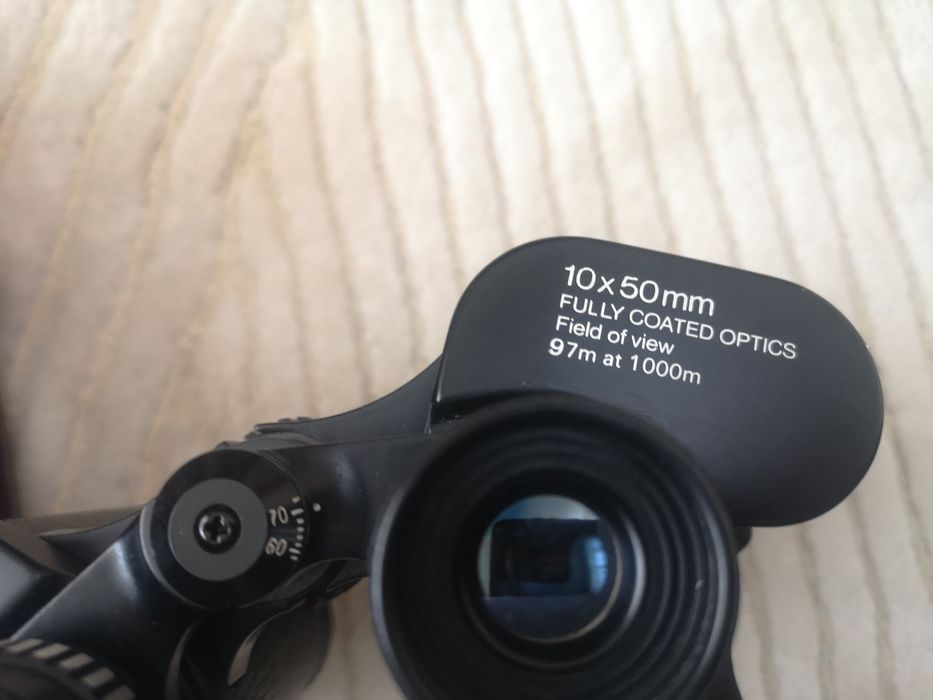 10x50mm
FULLY COATED OPTICS
Field of view
97m at 1000m
70
60